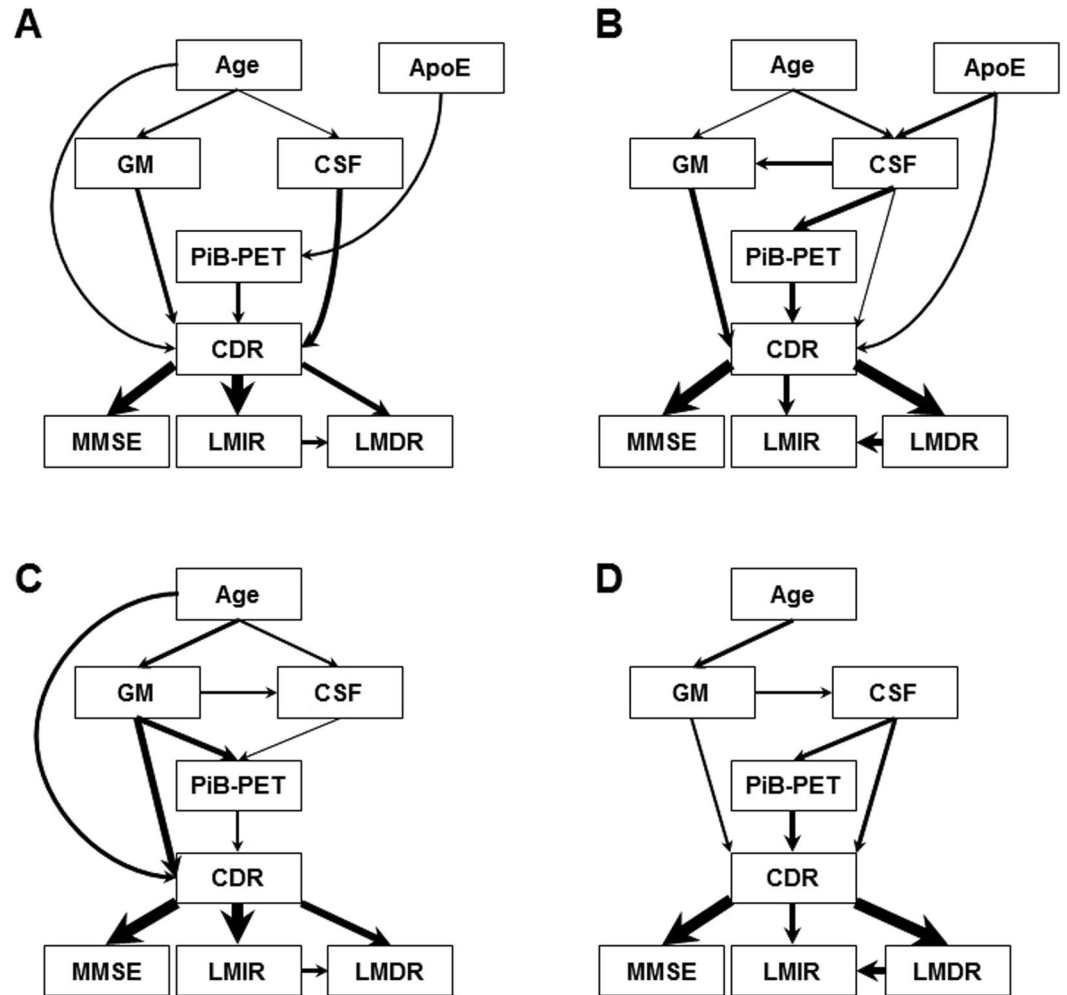 A
Age
ApoE
GM
CSF
PiB-PET
CDR
MMSE
LMIR
LMDR
B
Age
ApoE
GM
CSF
PiB-PET
CDR
MMSE
LMIR
LMDR
C
Age
GM
CSF
PiB-PET
CDR
MMSE
LMIR
LMDR
D
Age
GM
CSF
PiB-PET
CDR
MMSE
LMIR
LMDR